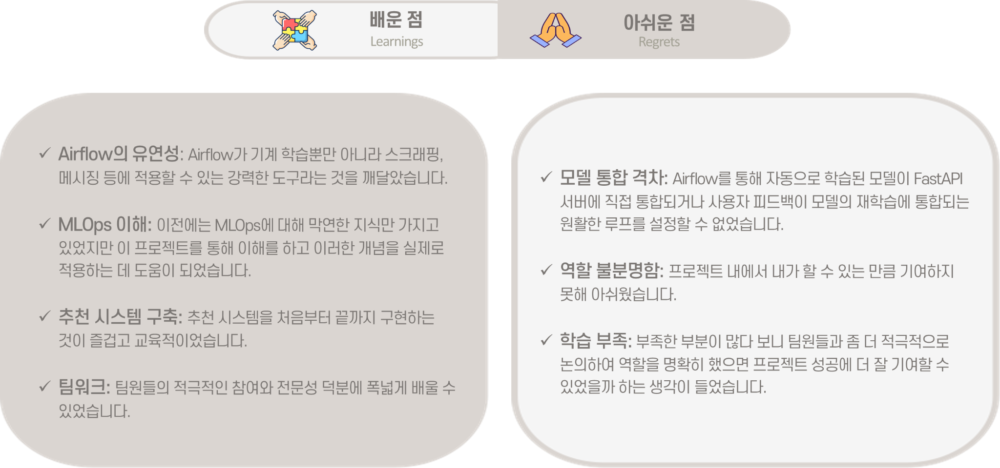 배운 점
Learnings
아쉬운 점
Regrets
Airflow의 유연성: Airflow가 기계 학습뿐만 아니라 스크래핑,
메시징 등에 적용할 수 있는 강력한 도구라는 것을 깨달았습니다.
MLOps 이해: 이전에는 MLOps에 대해 막연한 지식만 가지고
있었지만 이 프로젝트를 통해 이해를 하고 이러한 개념을 실제로
적용하는 데 도움이 되었습니다.
추천 시스템 구축: 추천 시스템을 처음부터 끝까지 구현하는
것이 즐겁고 교육적이었습니다.
팀워크: 팀원들의 적극적인 참여와 전문성 덕분에 폭넓게 배울 수
있었습니다.
모델 통합 격차: Airflow를 통해 자동으로 학습된 모델이 FastAPI
서버에 직접 통합되거나 사용자 피드백이 모델의 재학습에 통합되는
원활한 루프를 설정할 수 없었습니다.
역할 불분명함: 프로젝트 내에서 내가 할 수 있는 만큼 기여하지
못해 아쉬웠습니다.
학습 부족: 부족한 부분이 많다 보니 팀원들과 좀 더 적극적으로
논의하여 역할을 명확히 했으면 프로젝트 성공에 더 잘 기여할 수
있었을까 하는 생각이 들었습니다.